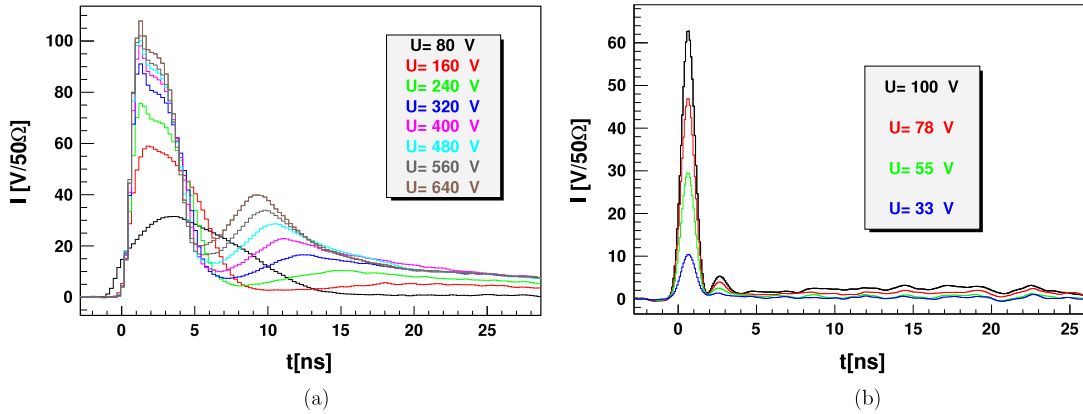 I [V/50Ω]
100
80
60
40
20
0
U= 80 V
U= 160 V
U= 240 V
U= 320 V
U= 400 V
U= 480 V
U= 560 V
U= 640 V
0 5 10 15 20 25
t[ns]
(a)
I [V/50Ω]
60
50
40
30
20
10
0
U= 100 V
U= 78 V
U= 55 V
U= 33 V
0 5 10 15 20 25
t[ns]
(b)